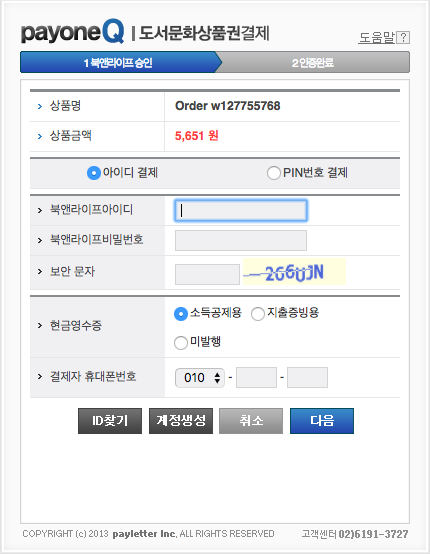 payoneQ | 도서문화상품권결제
도움말 ?
1 북앤라이프 승인
2 인증완료
상품명 Order w127755768
상품금액 5,651 원
아이디 결제 PIN번호 결제
북앤라이프아이디
북앤라이프비밀번호
보안 문자 266UJN
현금영수증 소득공제용 지출증빙용
미발행
결제자 휴대폰번호 010 - -
ID찾기 계정생성 취소 다음
COPYRIGHT (c) 2013 payletter Inc, ALL RIGHTS RESERVED 고객센터 02)6191-3727